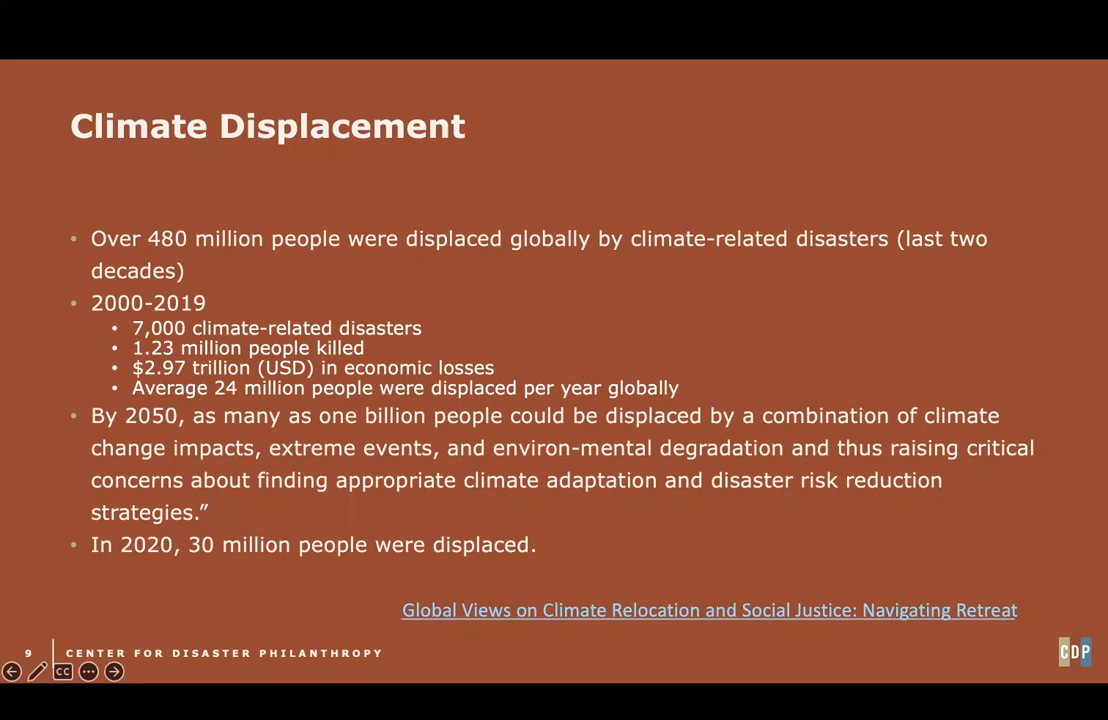 Climate Displacement
• Over 480 million people were displaced globally by climate-related disasters (last two
decades)
• 2000-2019
• 7,000 climate-related disasters
• 1.23 million people killed
• $2.97 trillion (USD) in economic losses
• Average 24 million people were displaced per year globally
• By 2050, as many as one billion people could be displaced by a combination of climate
change impacts, extreme events, and environ-mental degradation and thus raising critical
concerns about finding appropriate climate adaptation and disaster risk reduction
strategies.”
• In 2020, 30 million people were displaced.
Global Views on Climate Relocation and Social Justice: Navigating Retreat
9 CENTER FOR DISASTER PHILANTHROPY
CDP
CC